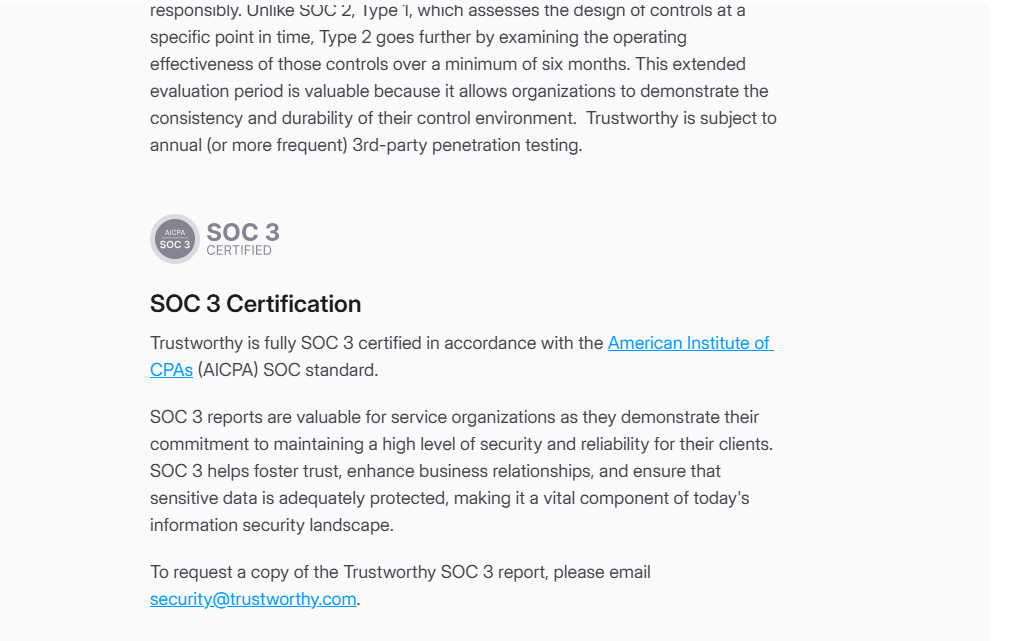 responsibly. Unlike SOC 2, Type 1, which assesses the design of controls at a
specific point in time, Type 2 goes further by examining the operating
effectiveness of those controls over a minimum of six months. This extended
evaluation period is valuable because it allows organizations to demonstrate the
consistency and durability of their control environment.  Trustworthy is subject to
annual (or more frequent) 3rd-party penetration testing.
AICPA
SOC 3
SOC 3
CERTIFIED
SOC 3 Certification
Trustworthy is fully SOC 3 certified in accordance with the American Institute of
CPAs (AICPA) SOC standard.
SOC 3 reports are valuable for service organizations as they demonstrate their
commitment to maintaining a high level of security and reliability for their clients.
SOC 3 helps foster trust, enhance business relationships, and ensure that
sensitive data is adequately protected, making it a vital component of today's
information security landscape.
To request a copy of the Trustworthy SOC 3 report, please email
security@trustworthy.com.